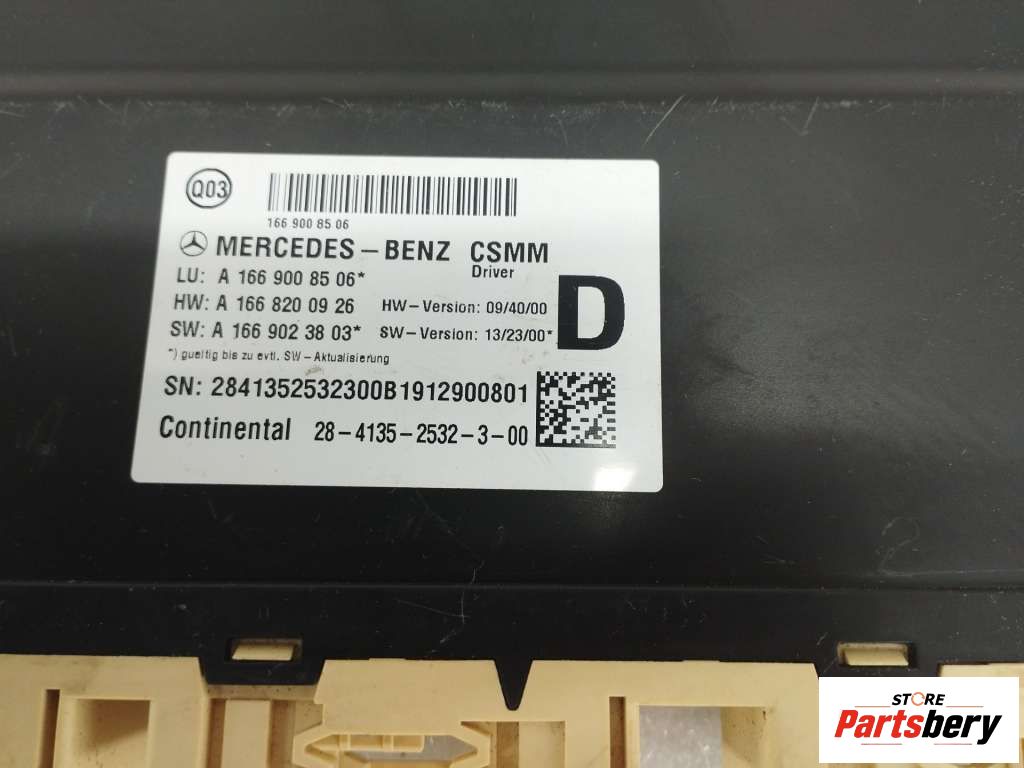 Q03
166 900 85 06
MERCEDES-BENZ CSMM
Driver
LU: A 166 900 85 06*
HW: A 166 820 09 26 HW-Version: 09/40/00
SW: A 166 902 38 03* SW-Version: 13/23/00*
D
*) gueltig bis zu evtl. SW-Aktualisierung
SN: 2841352532300B1912900801
Continental 28-4135-2532-3-00
STORE
Partsbery